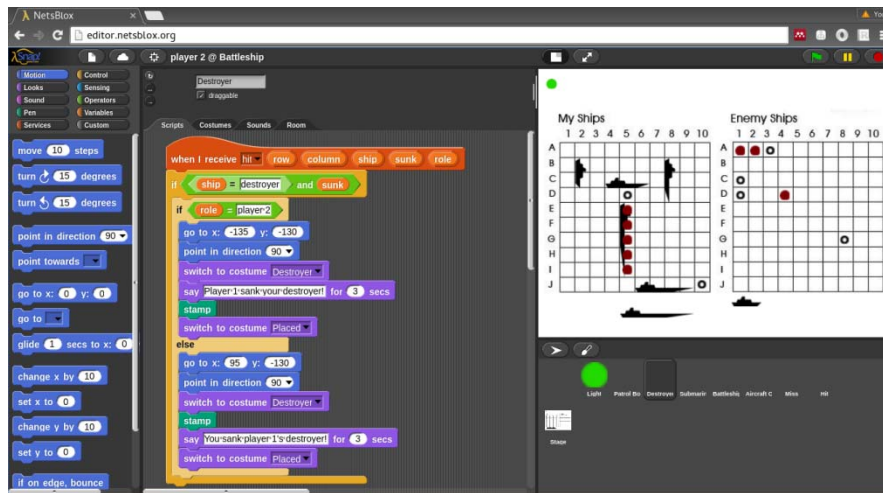 NetsBlox
You
editor.netsblox.org
Snap!
player 2 @ Battleship
Motion Control
Looks Sensing
Sound Operators
Pen Variables
Services Custom
Destroyer
draggable
Scripts Costumes Sounds Room
move 10 steps
turn 15 degrees
turn 15 degrees
point in direction 90
point towards
go to x: 0 y: 0
go to
glide 1 secs to x: 0
change x by 10
set x to 0
change y by 10
set y to 0
if on edge, bounce
when I receive hit row column ship sunk role
if ship = destroyer and sunk
if role = player·2
go to x: -135 y: -130
point in direction 90
switch to costume Destroyer
say Player·1·sank·your·destroyer! for 3 secs
stamp
switch to costume Placed
else
go to x: 95 y: -130
point in direction 90
switch to costume Destroyer
stamp
say You·sank·player·1's·destroyer! for 3 secs
switch to costume Placed
My Ships
1 2 3 4 5 6 7 8 9 10
A
B
C
D
E
F
G
H
I
J
Enemy Ships
1 2 3 4 5 6 7 8 9 10
A
B
C
D
E
F
G
H
I
J
Light Patrol Bo Destroyer Submarin Battleship Aircraft C Miss Hit
Stage